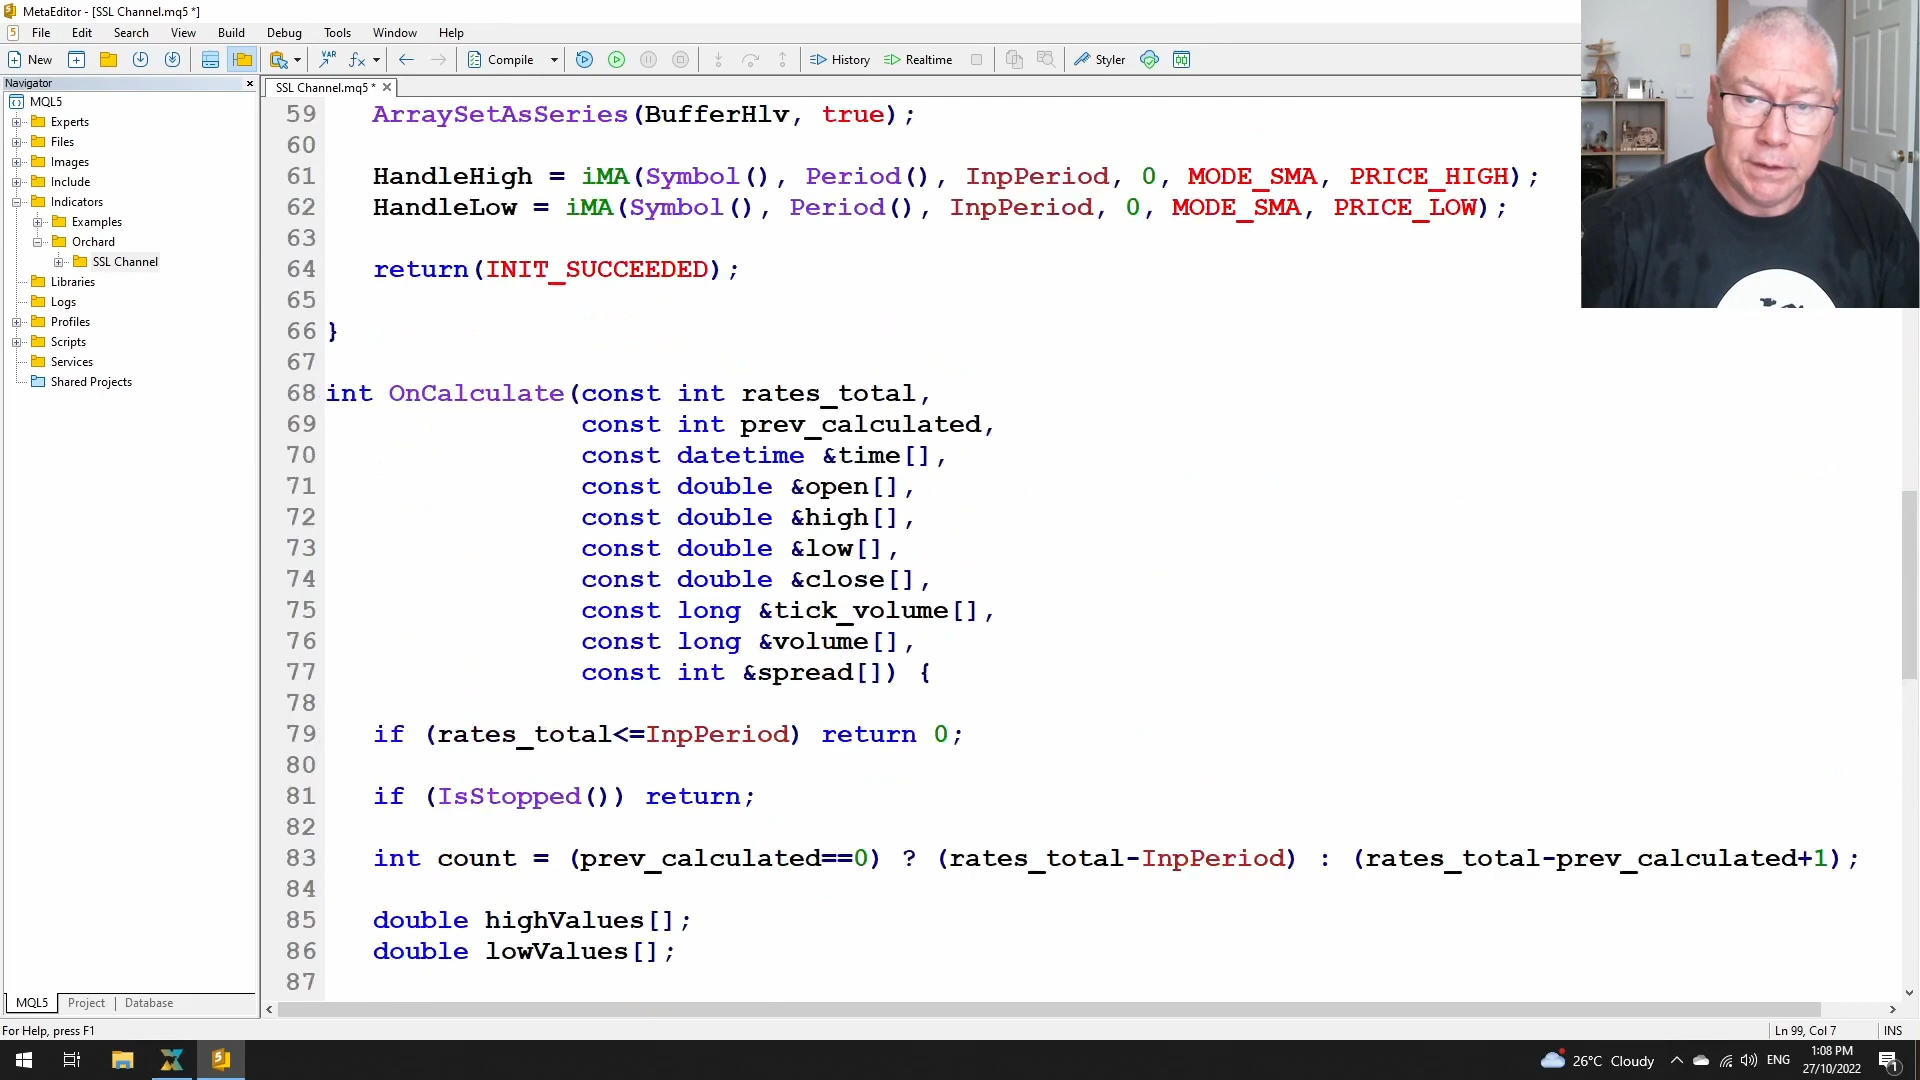 MetaEditor - [SSL Channel.mq5 *]
File Edit Search View Build Debug Tools Window Help
New VAR fx Compile History Realtime Styler
Navigator
SSL Channel.mq5 *
MQL5
Experts
Files
Images
Include
Indicators
Examples
Orchard
SSL Channel
Libraries
Logs
Profiles
Scripts
Services
Shared Projects
59 ArraySetAsSeries(BufferHlv, true);
60
61 HandleHigh = iMA(Symbol(), Period(), InpPeriod, 0, MODE_SMA, PRICE_HIGH);
62 HandleLow = iMA(Symbol(), Period(), InpPeriod, 0, MODE_SMA, PRICE_LOW);
63
64 return(INIT_SUCCEEDED);
65
66 }
67
68 int OnCalculate(const int rates_total,
69 const int prev_calculated,
70 const datetime &time[],
71 const double &open[],
72 const double &high[],
73 const double &low[],
74 const double &close[],
75 const long &tick_volume[],
76 const long &volume[],
77 const int &spread[]) {
78
79 if (rates_total<=InpPeriod) return 0;
80
81 if (IsStopped()) return;
82
83 int count = (prev_calculated==0) ? (rates_total-InpPeriod) : (rates_total-prev_calculated+1);
84
85 double highValues[];
86 double lowValues[];
87
MQL5 Project Database
For Help, press F1
Ln 99, Col 7 INS
26°C Cloudy ENG 1:08 PM
27/10/2022
1